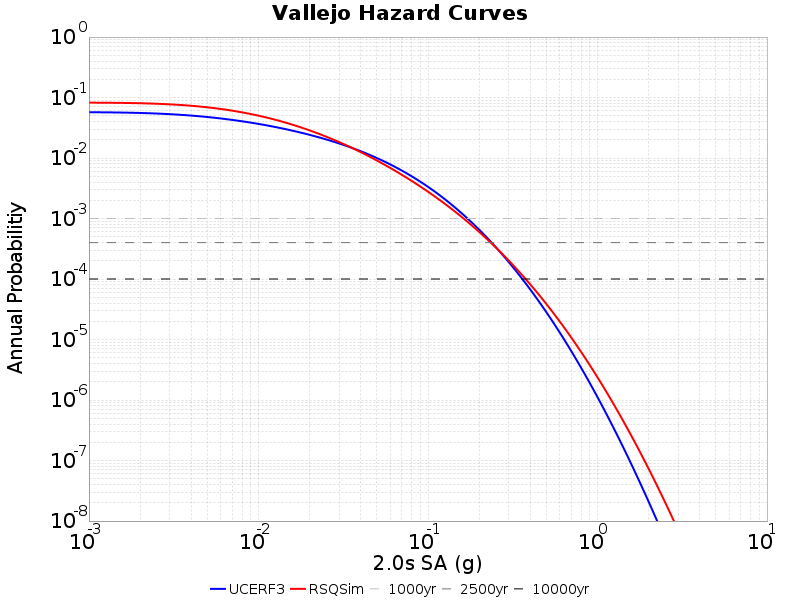 Vallejo Hazard Curves
10^0
10^-1
10^-2
10^-3
10^-4
10^-5
10^-6
10^-7
10^-8
Annual Probabilitiy
10^-3 10^-2 10^-1 10^0 10^1
2.0s SA (g)
UCERF3 RSQSim 1000yr 2500yr 10000yr